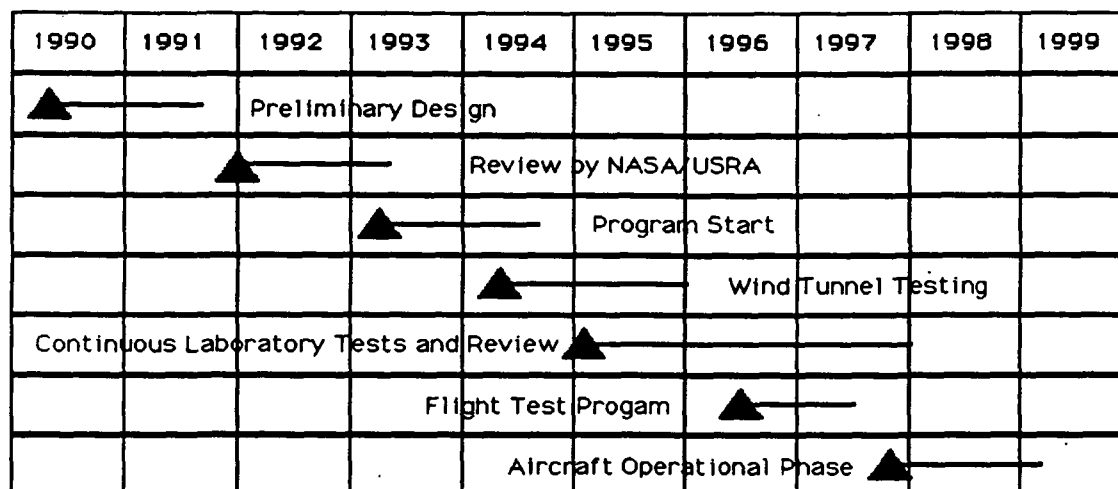 1990 1991 1992 1993 1994 1995 1996 1997 1998 1999
Preliminary Design
Review by NASA/USRA
Program Start
Wind Tunnel Testing
Continuous Laboratory Tests and Review
Flight Test Progam
Aircraft Operational Phase